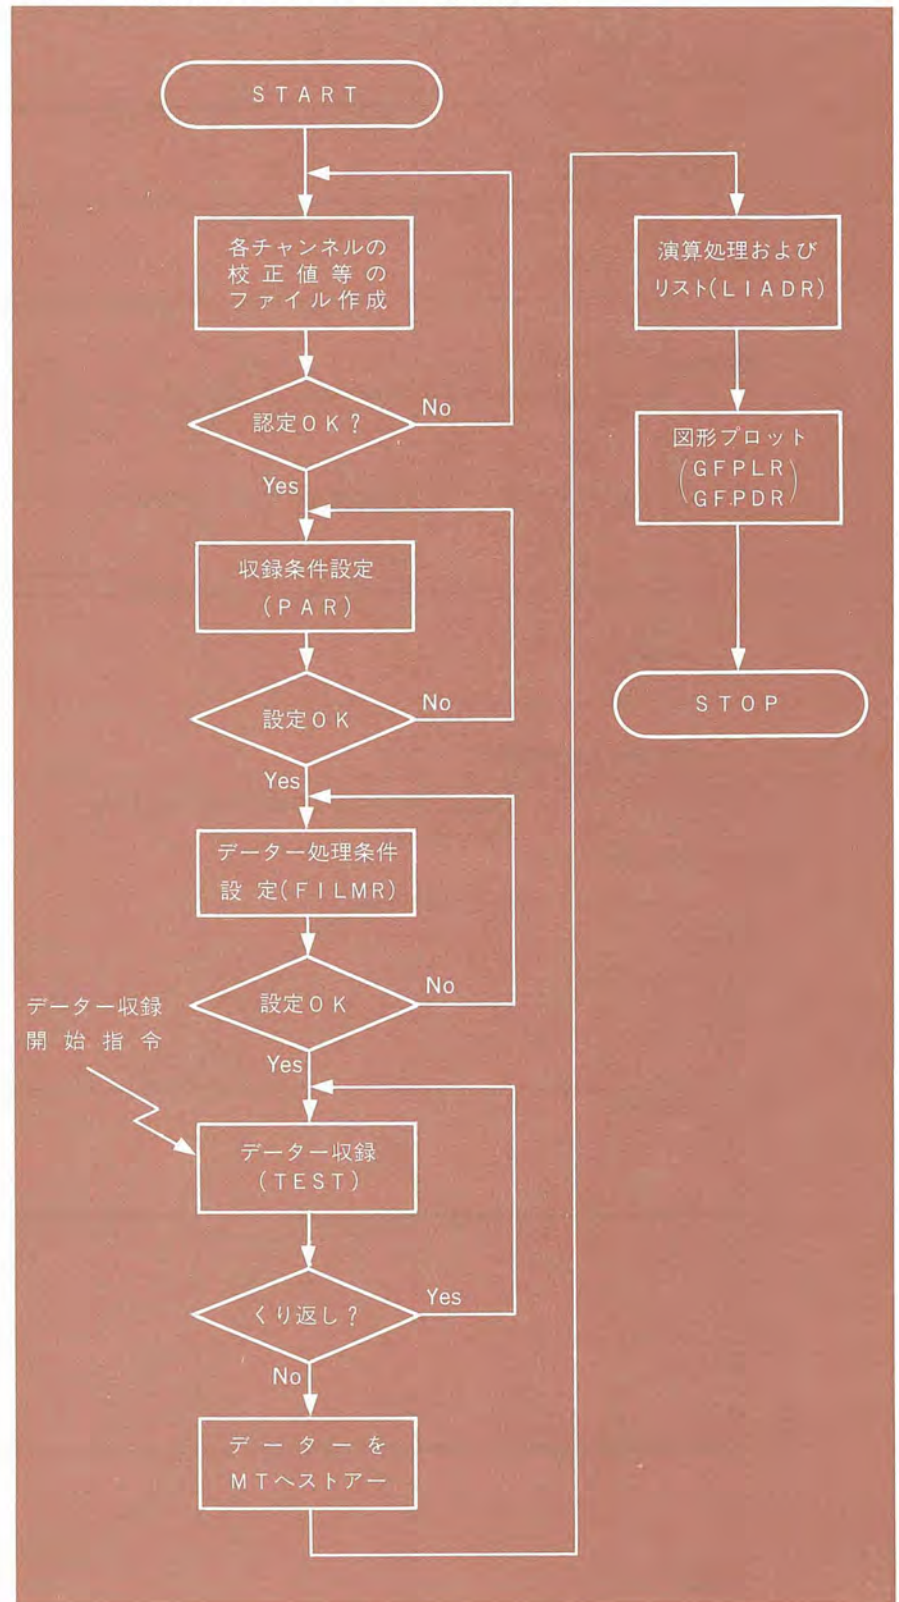 START
各チャンネルの
校正値等の
ファイル作成
認定OK?
No
Yes
収録条件設定
(PAR)
設定OK
No
Yes
データー処理条件
設定(FILMR)
設定OK
No
Yes
データー収録
開始指令
データー収録
(TEST)
くり返し?
Yes
No
データーを
MTヘストアー
演算処理および
リスト(LIADR)
図形プロット
(GFPLR
GF.PDR)
STOP